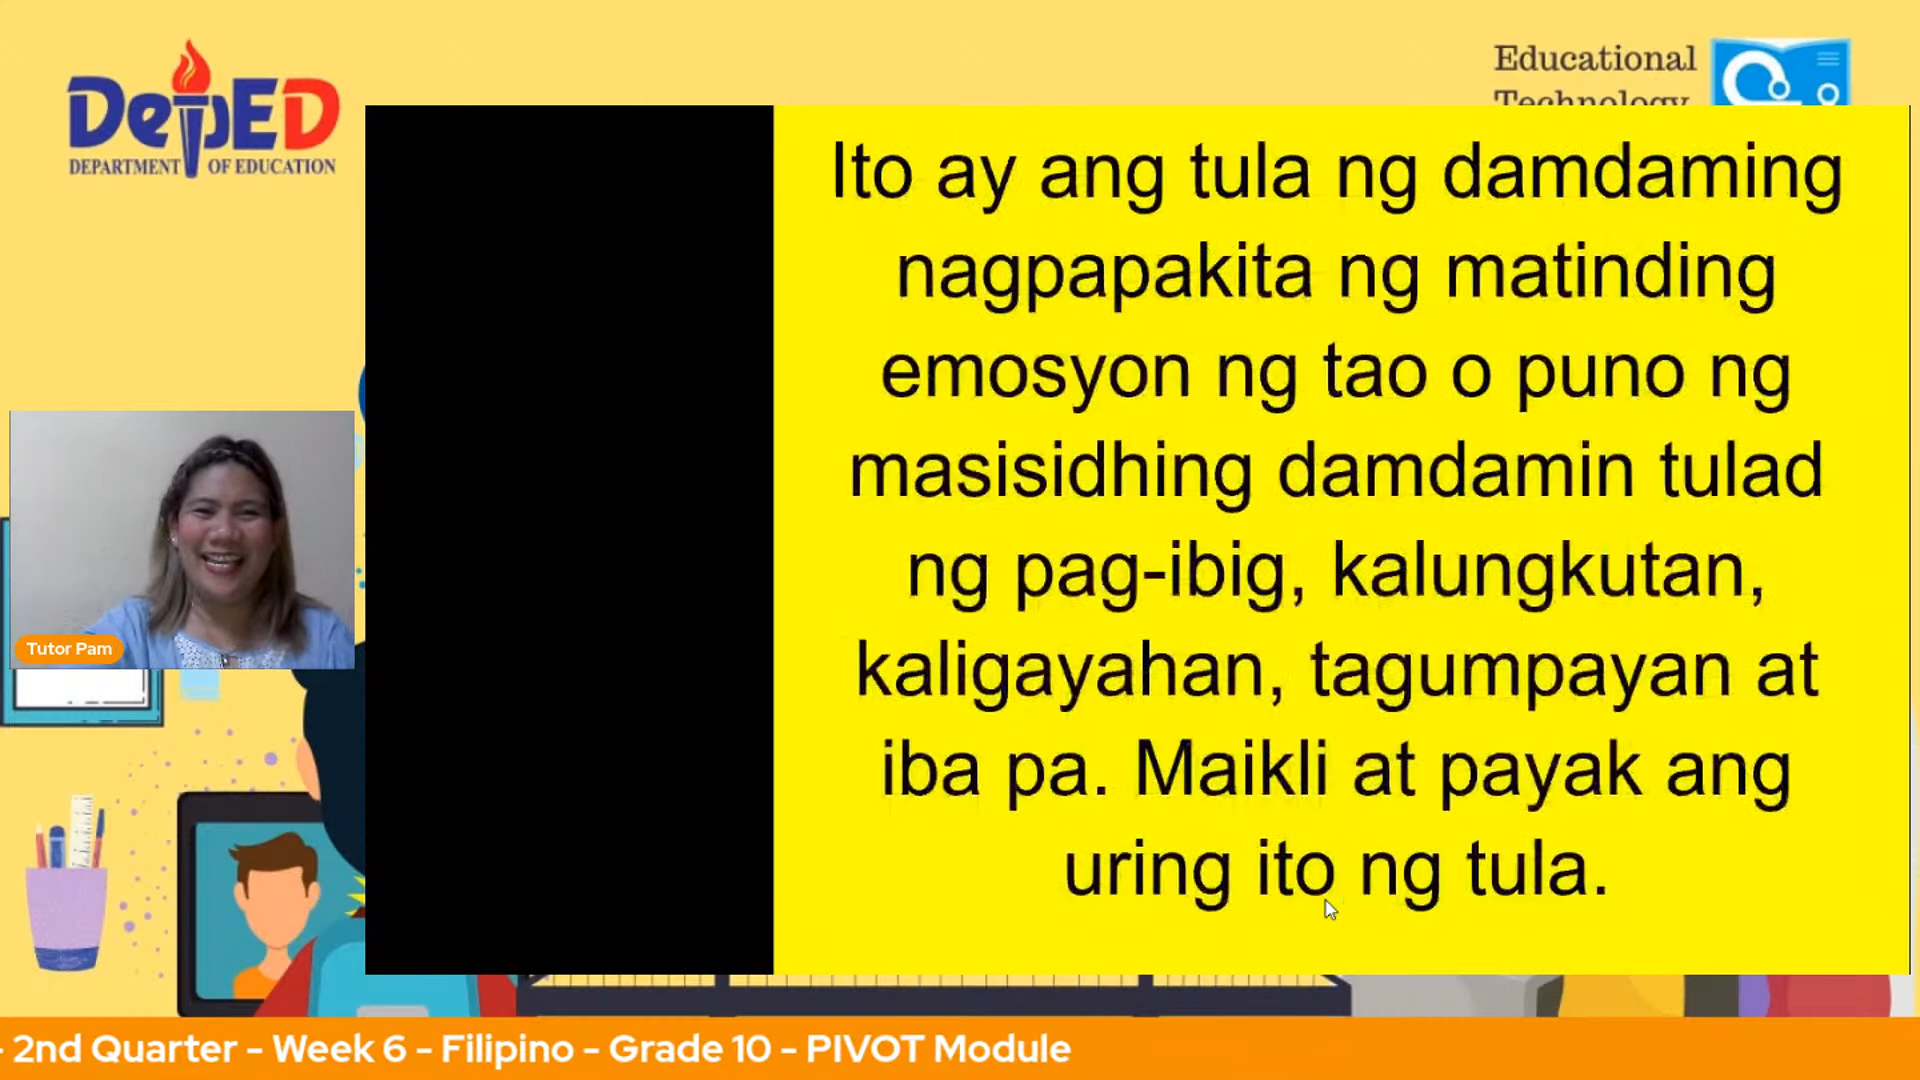 DepED
DEPARTMENT OF EDUCATION
Educational
Technology
Ito ay ang tula ng damdaming
nagpapakita ng matinding
emosyon ng tao o puno ng
masisidhing damdamin tulad
ng pag-ibig, kalungkutan,
kaligayahan, tagumpayan at
iba pa. Maikli at payak ang
uring ito ng tula.
Tutor Pam
- 2nd Quarter - Week 6 - Filipino - Grade 10 - PIVOT Module